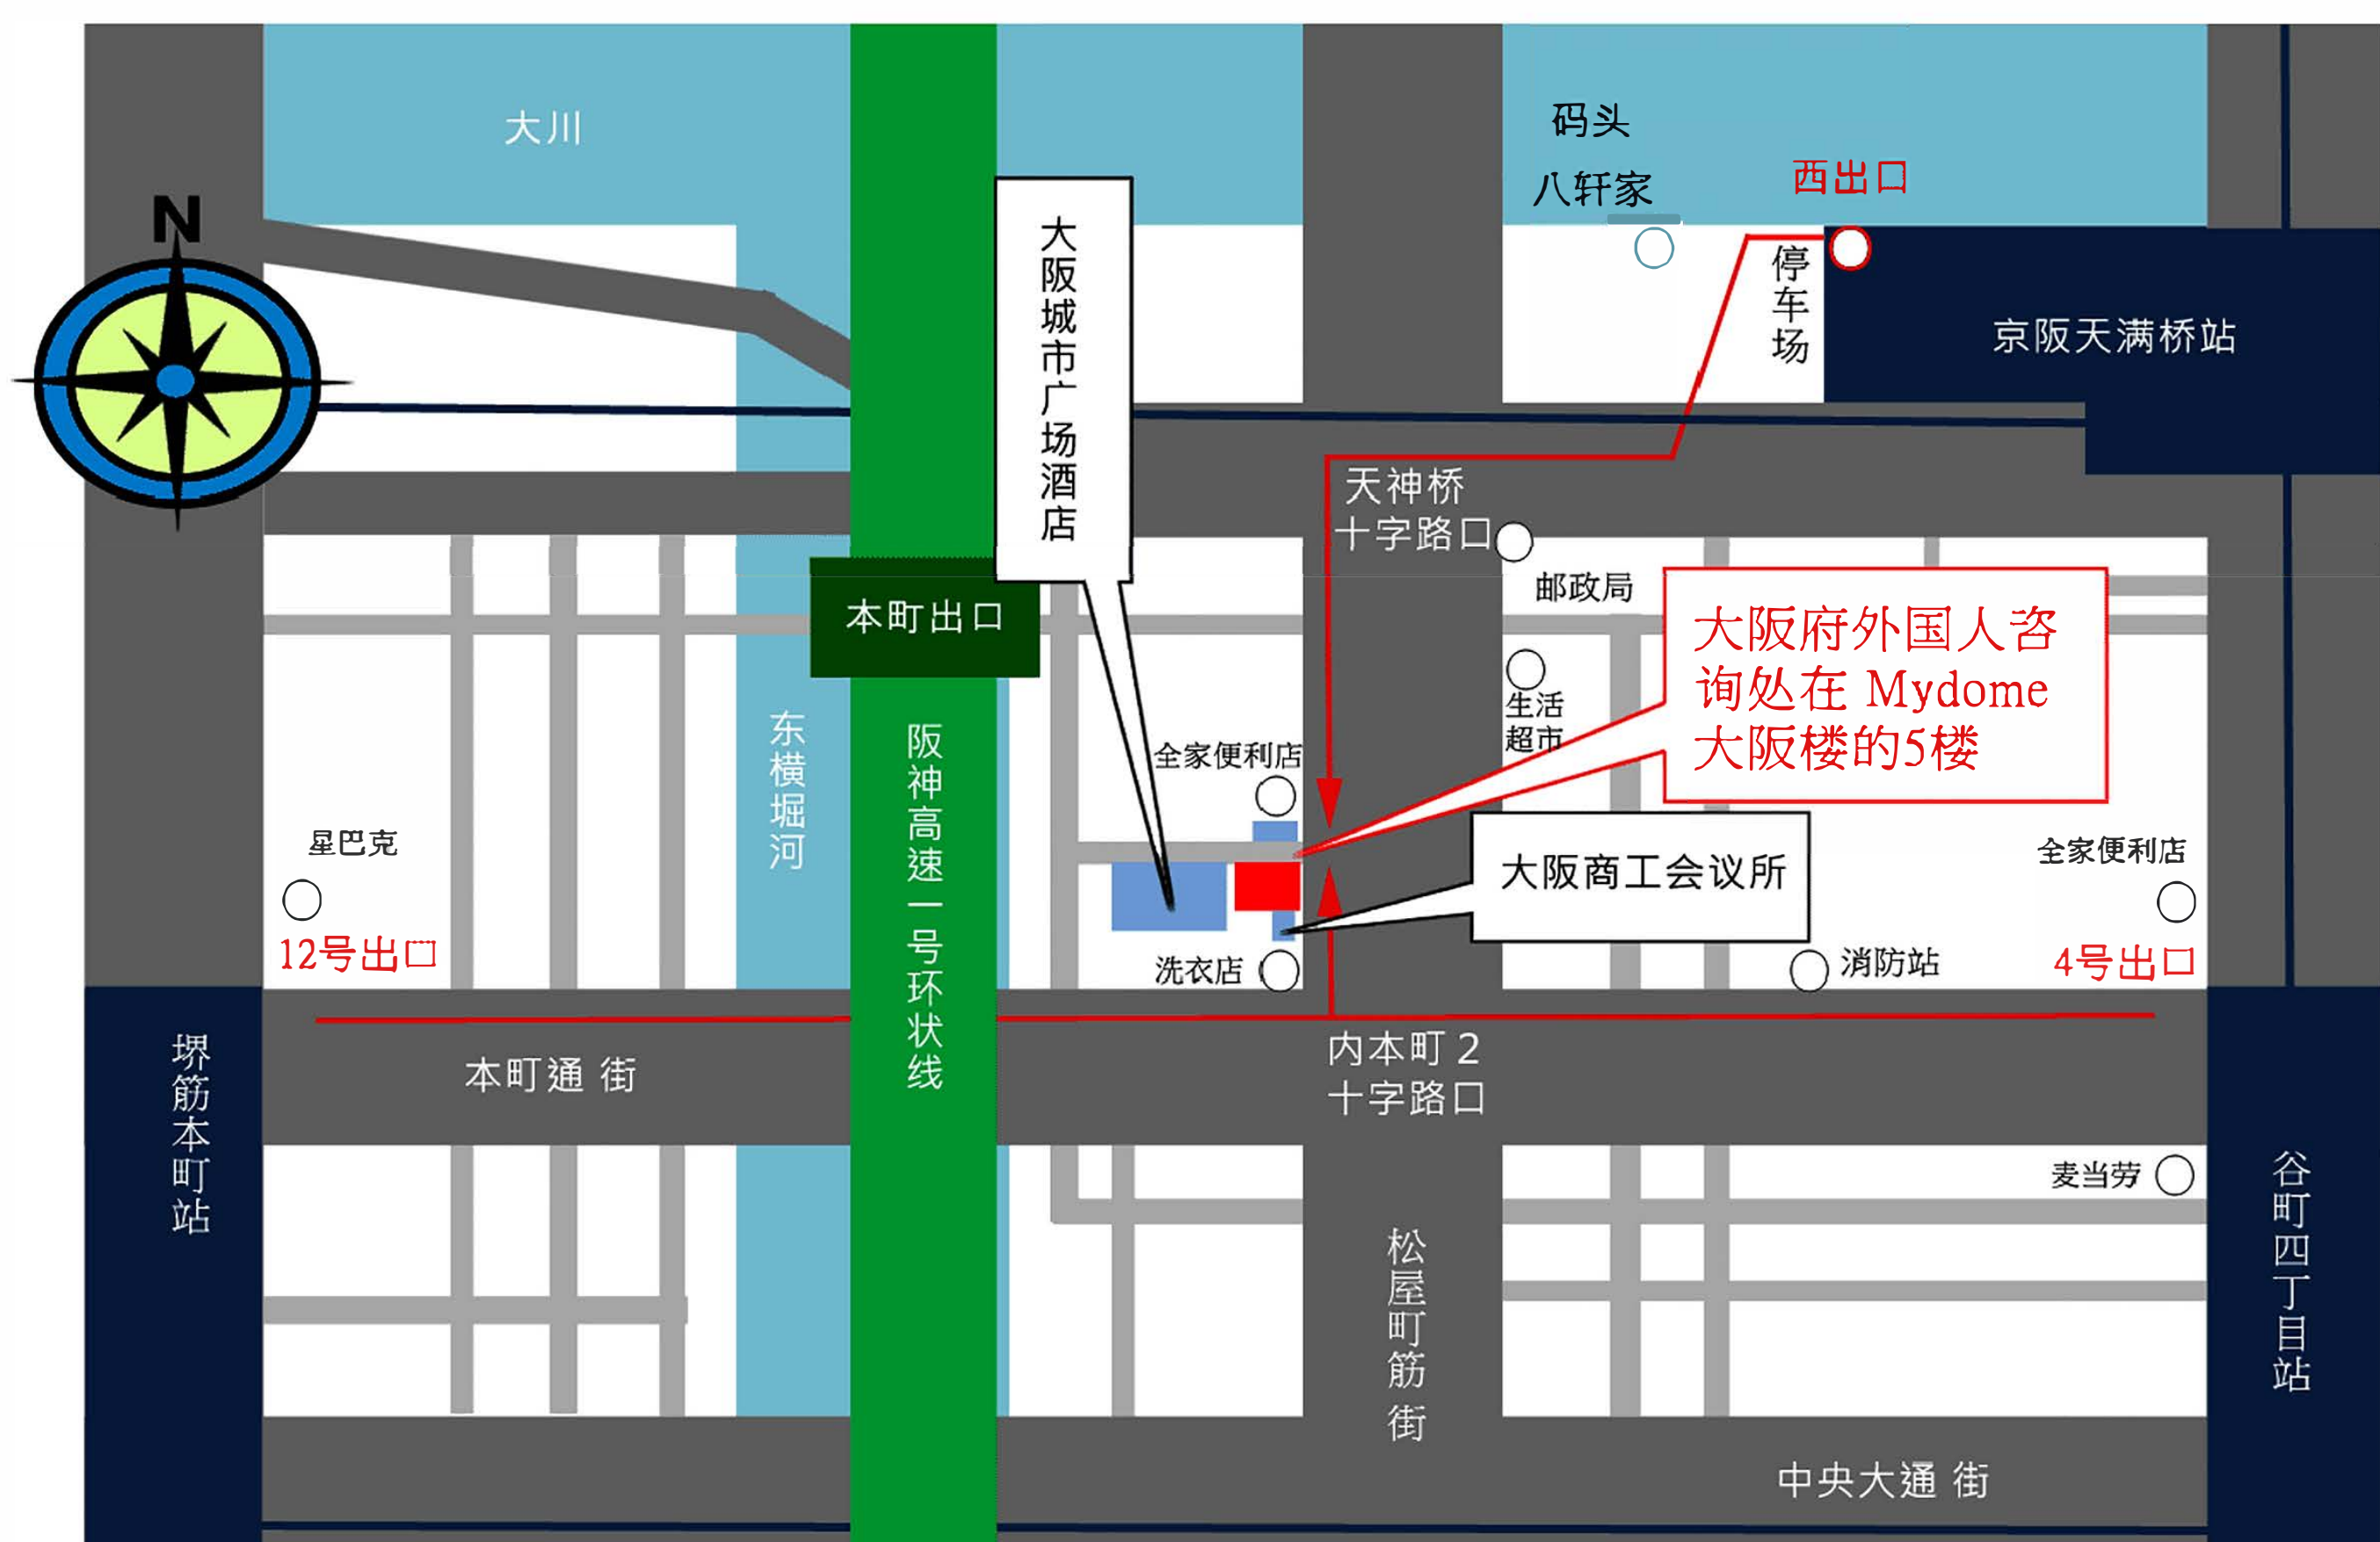 大川
码头
八轩家
西出口
N
大阪城市广场酒店
停车场
京阪天满桥站
天神桥
十字路口
邮政局
本町出口
大阪府外国人咨
询处在 Mydome
大阪楼的5楼
生活
超市
东横堀河
阪神高速一号环状线
全家便利店
星巴克
12号出口
大阪商工会议所
全家便利店
4号出口
洗衣店
消防站
堺筋本町站
本町通 街
内本町2
十字路口
麦当劳
谷町四丁目站
松屋町筋 街
中央大通 街